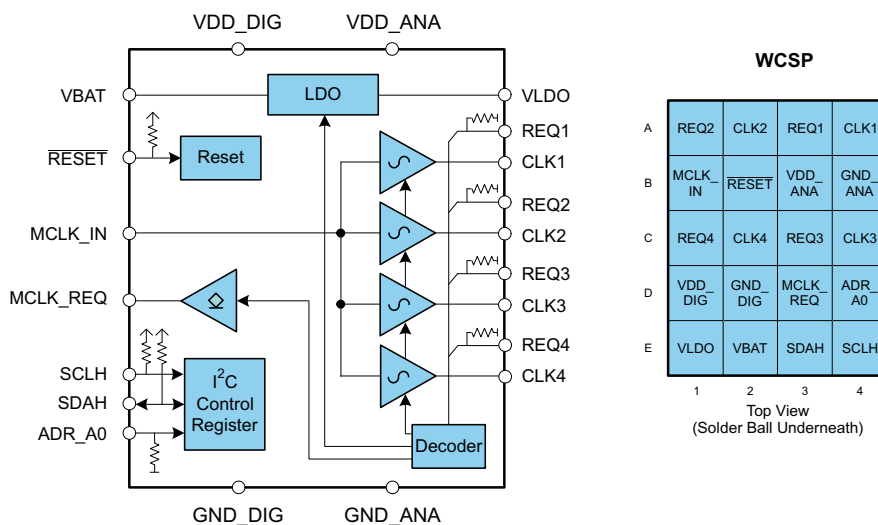 VDD_DIG
VDD_ANA
VBAT
LDO
VLDO
REQ1
RESET
Reset
CLK1
REQ2
MCLK_IN
CLK2
REQ3
MCLK_REQ
CLK3
REQ4
SCLH
CLK4
SDAH
I²C
Control
Register
ADR_A0
Decoder
GND_DIG
GND_ANA
WCSP
A
REQ2
CLK2
REQ1
CLK1
B
MCLK_
IN
RESET
VDD_
ANA
GND_
ANA
C
REQ4
CLK4
REQ3
CLK3
D
VDD_
DIG
GND_
DIG
MCLK_
REQ
ADR_
A0
E
VLDO
VBAT
SDAH
SCLH
1
2
3
4
Top View
(Solder Ball Underneath)